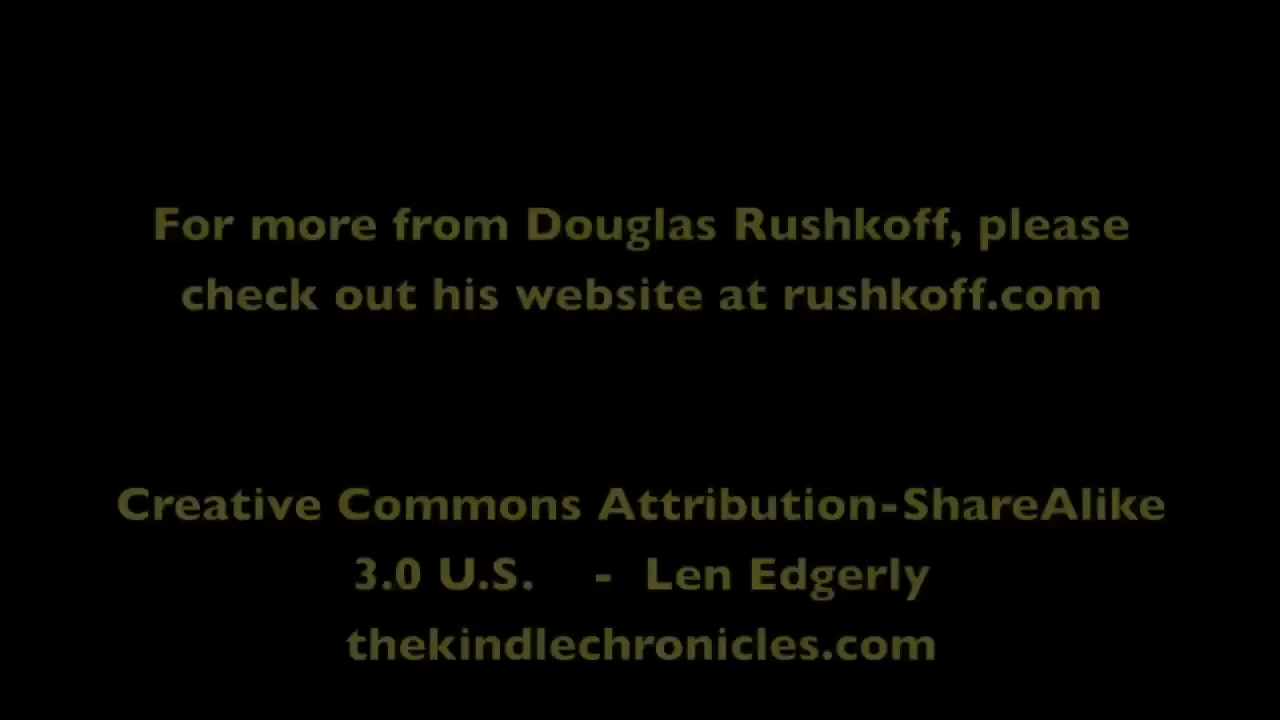 For more from Douglas Rushkoff, please
check out his website at rushkoff.com
Creative Commons Attribution-ShareAlike
3.0 U.S. - Len Edgerly
thekindlechronicles.com